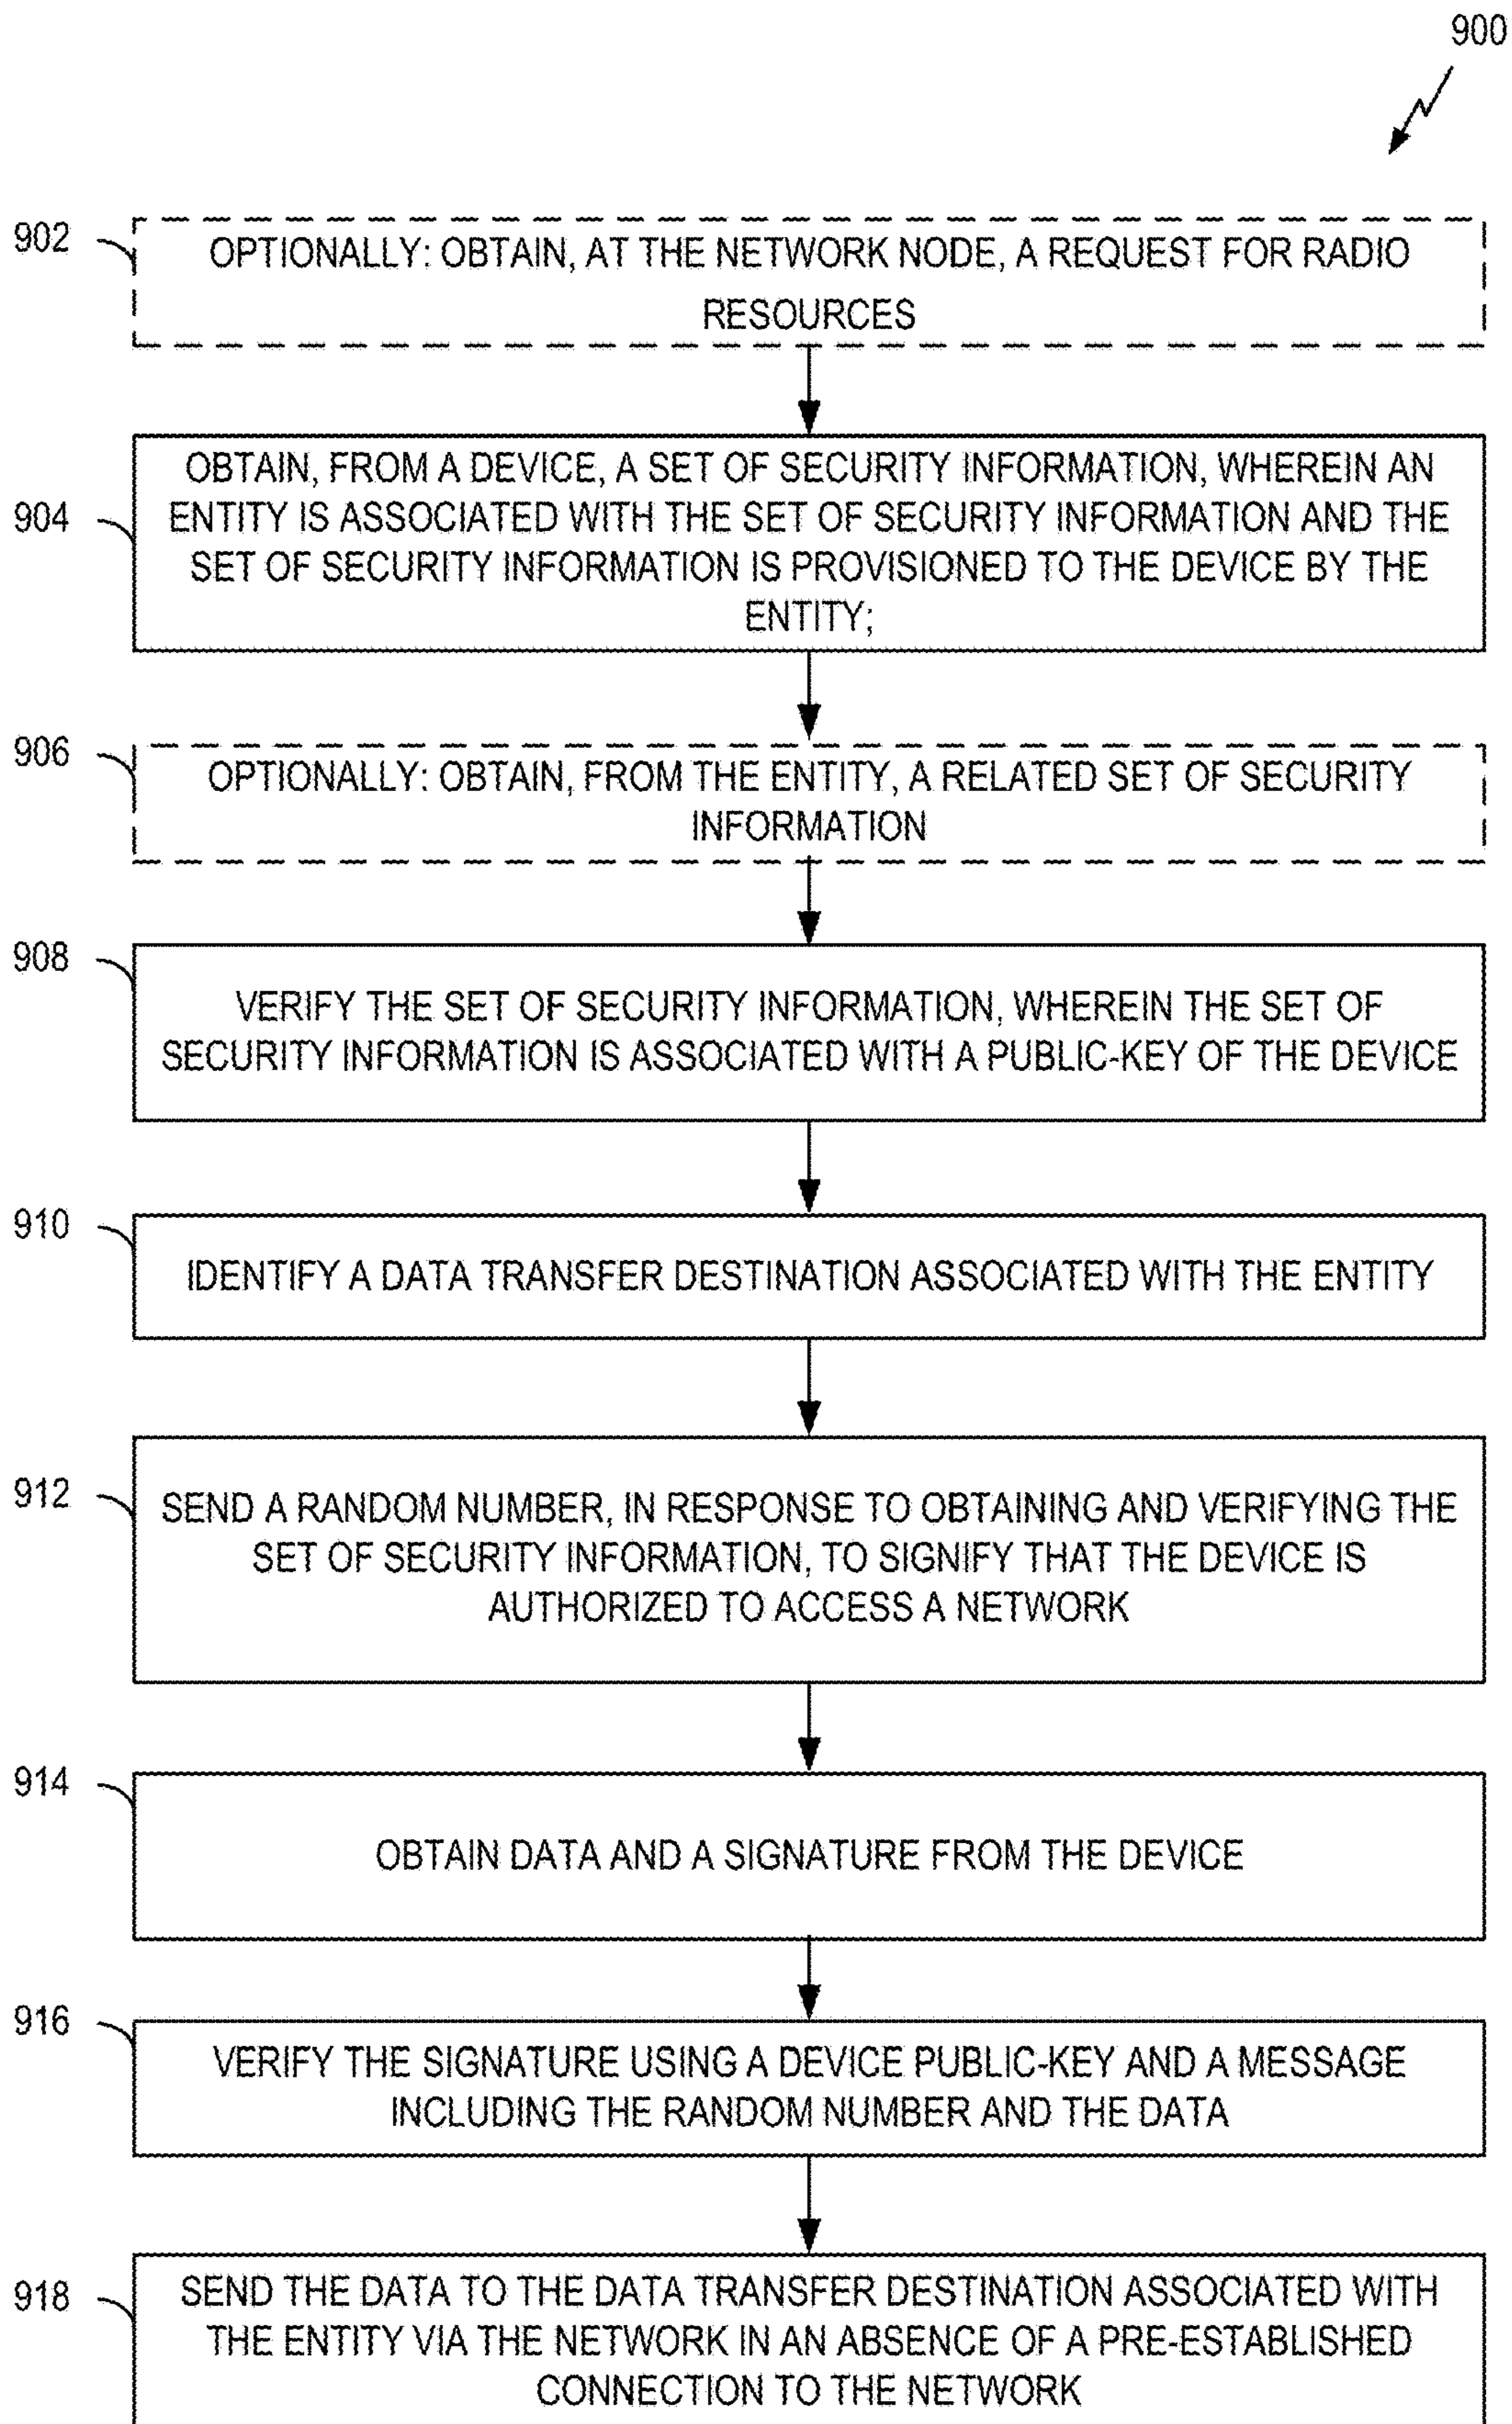 900
902
OPTIONALLY: OBTAIN, AT THE NETWORK NODE, A REQUEST FOR RADIO
RESOURCES
904
OBTAIN, FROM A DEVICE, A SET OF SECURITY INFORMATION, WHEREIN AN
ENTITY IS ASSOCIATED WITH THE SET OF SECURITY INFORMATION AND THE
SET OF SECURITY INFORMATION IS PROVISIONED TO THE DEVICE BY THE
ENTITY;
906
OPTIONALLY: OBTAIN, FROM THE ENTITY, A RELATED SET OF SECURITY
INFORMATION
908
VERIFY THE SET OF SECURITY INFORMATION, WHEREIN THE SET OF
SECURITY INFORMATION IS ASSOCIATED WITH A PUBLIC-KEY OF THE DEVICE
910
IDENTIFY A DATA TRANSFER DESTINATION ASSOCIATED WITH THE ENTITY
912
SEND A RANDOM NUMBER, IN RESPONSE TO OBTAINING AND VERIFYING THE
SET OF SECURITY INFORMATION, TO SIGNIFY THAT THE DEVICE IS
AUTHORIZED TO ACCESS A NETWORK
914
OBTAIN DATA AND A SIGNATURE FROM THE DEVICE
916
VERIFY THE SIGNATURE USING A DEVICE PUBLIC-KEY AND A MESSAGE
INCLUDING THE RANDOM NUMBER AND THE DATA
918
SEND THE DATA TO THE DATA TRANSFER DESTINATION ASSOCIATED WITH
THE ENTITY VIA THE NETWORK IN AN ABSENCE OF A PRE-ESTABLISHED
CONNECTION TO THE NETWORK